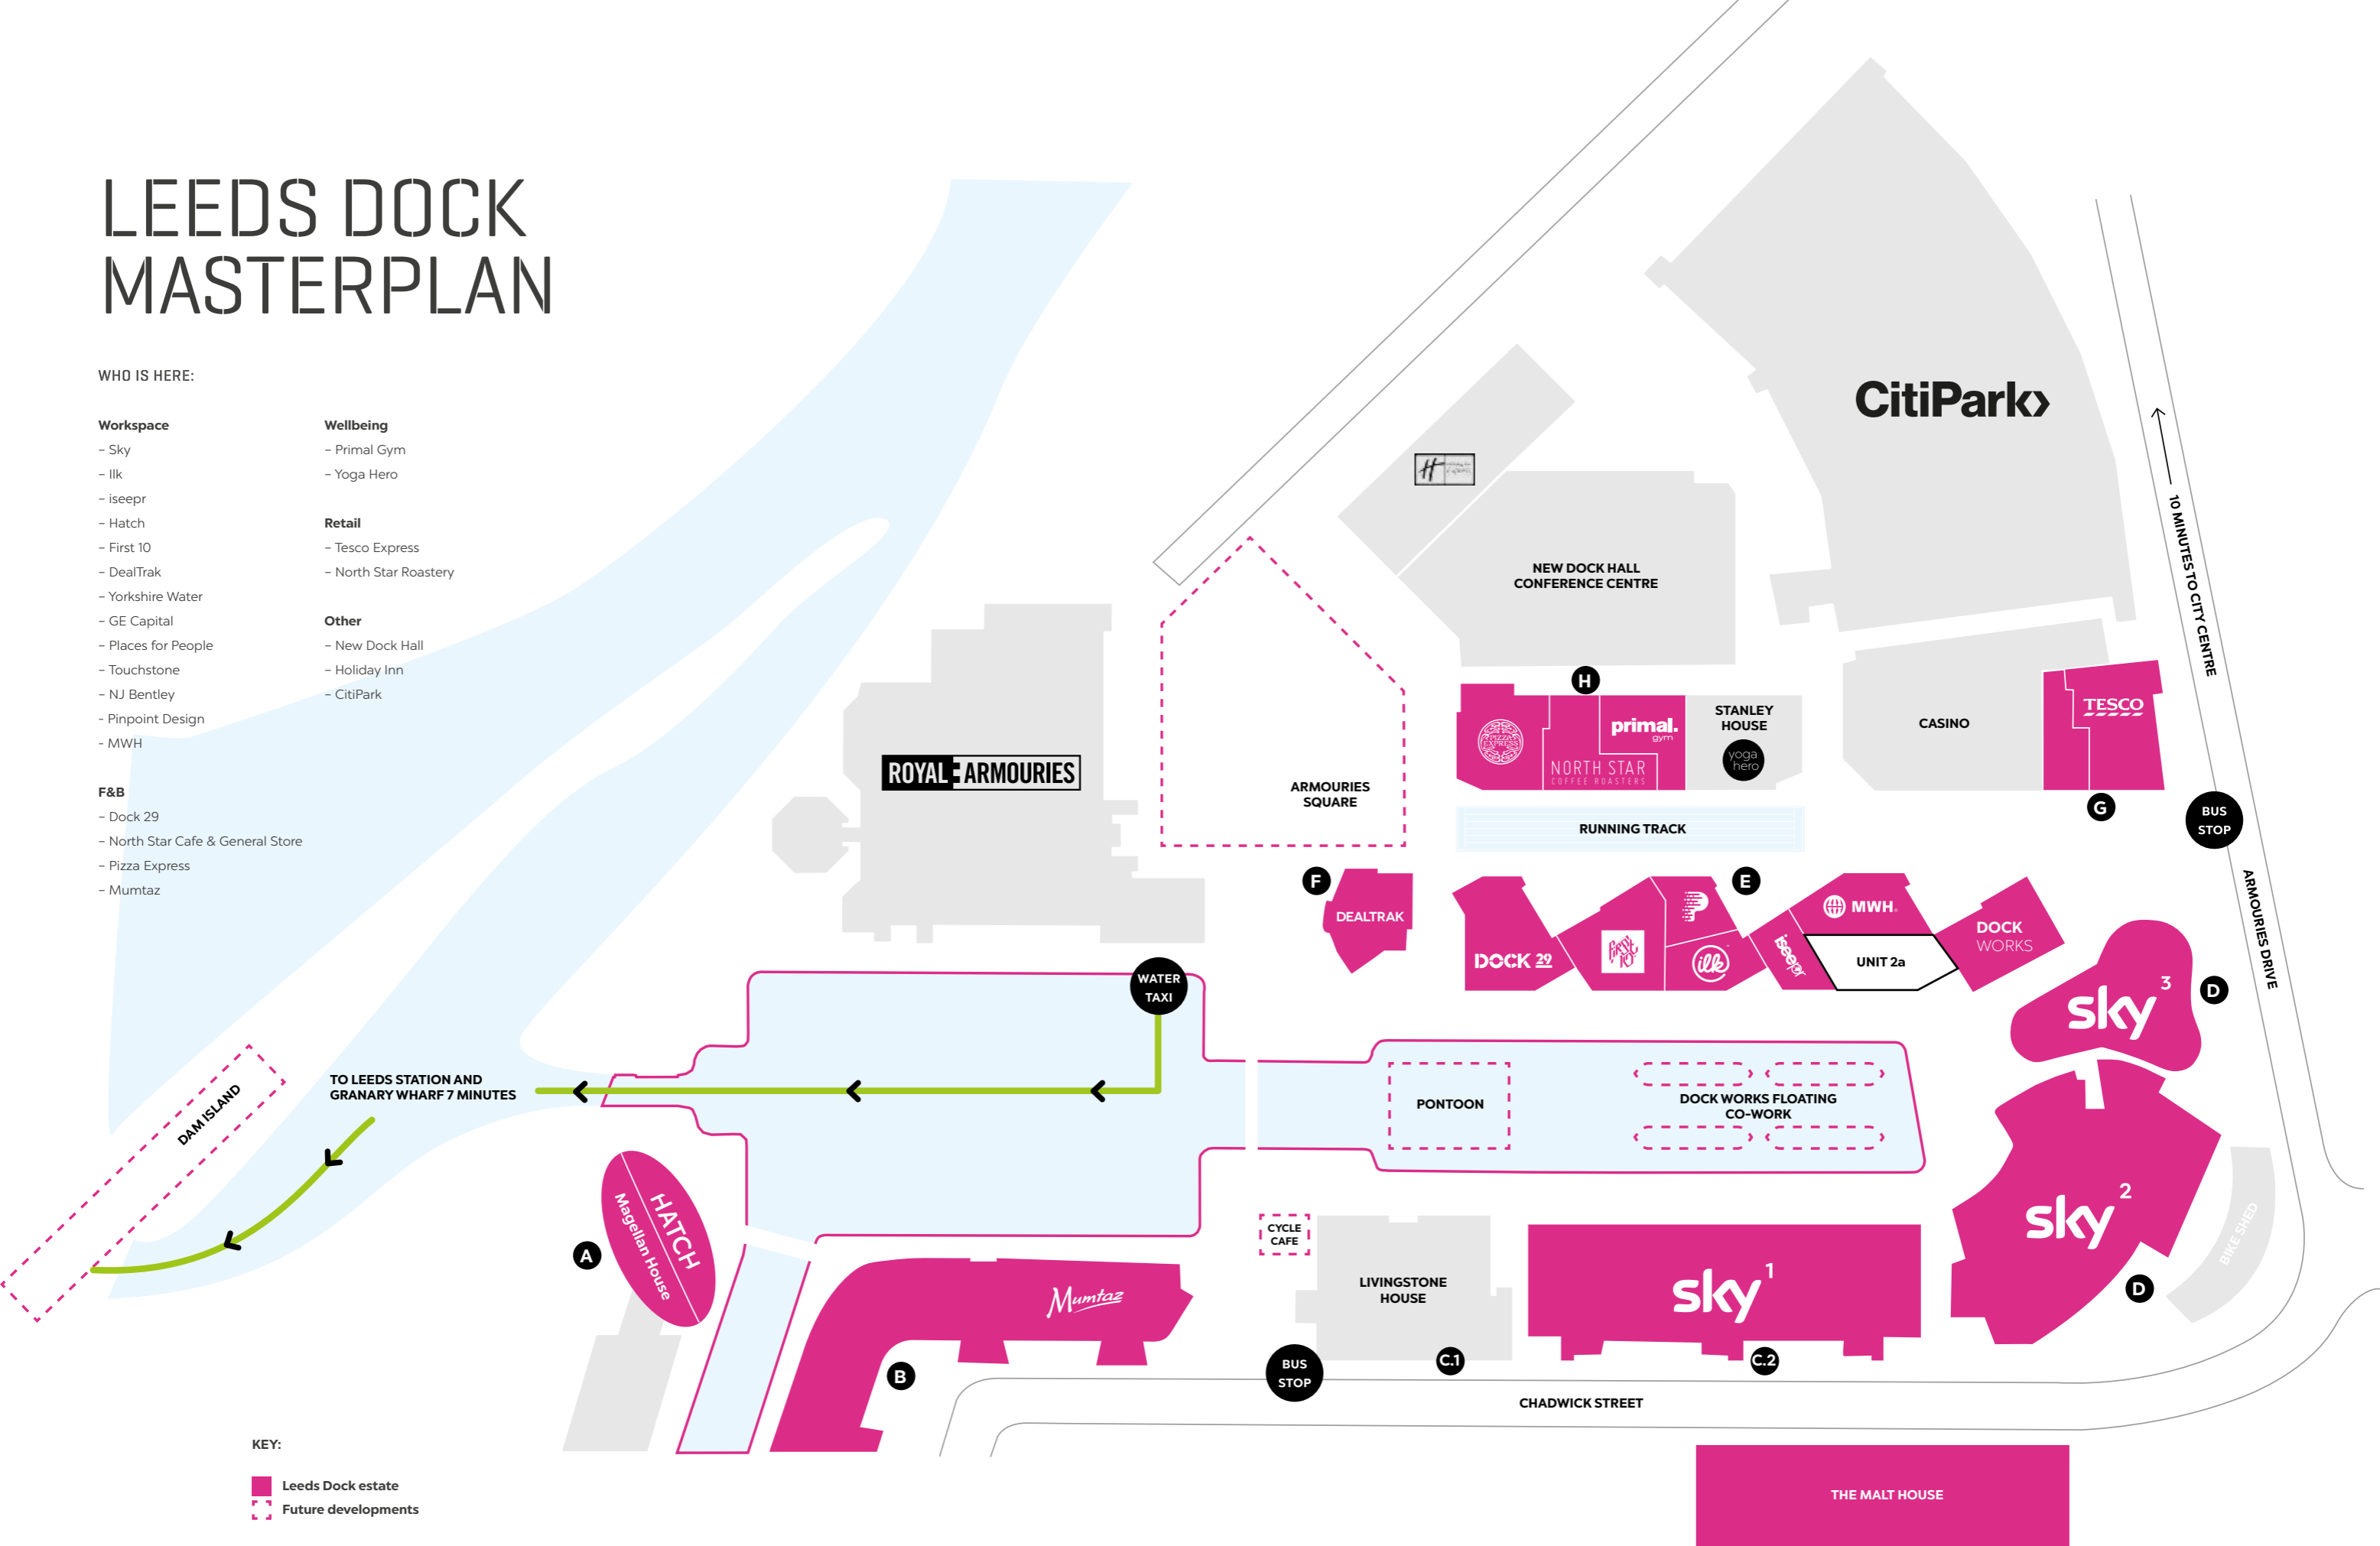 LEEDS DOCK
MASTERPLAN
WHO IS HERE:
Workspace
– Sky
– Ilk
– iseepr
– Hatch
– First 10
– DealTrak
– Yorkshire Water
– GE Capital
– Places for People
– Touchstone
– NJ Bentley
- Pinpoint Design
- MWH
F&B
– Dock 29
– North Star Cafe & General Store
– Pizza Express
– Mumtaz
Wellbeing
– Primal Gym
– Yoga Hero
Retail
– Tesco Express
– North Star Roastery
Other
– New Dock Hall
– Holiday Inn
– CitiPark
CitiPark
10 MINUTES TO CITY CENTRE
H
NEW DOCK HALL
CONFERENCE CENTRE
H
PIZZA
EXPRESS
NORTH STAR
COFFEE ROASTERS
primal.
gym
STANLEY
HOUSE
yoga
hero
CASINO
TESCO
G
BUS
STOP
ROYAL ARMOURIES
ARMOURIES
SQUARE
RUNNING TRACK
F
DEALTRAK
E
DOCK 29
FIRST
10
P
ilk
iseepr
MWH
UNIT 2a
DOCK
WORKS
ARMOURIES DRIVE
sky 3
D
WATER
TAXI
TO LEEDS STATION AND
GRANARY WHARF 7 MINUTES
DAM ISLAND
PONTOON
DOCK WORKS FLOATING
CO-WORK
A
HATCH
Magellan House
Mumtaz
B
CYCLE
CAFE
LIVINGSTONE
HOUSE
BUS
STOP
C.1
sky 1
C.2
sky 2
D
BIKE SHED
CHADWICK STREET
THE MALT HOUSE
KEY:
Leeds Dock estate
Future developments